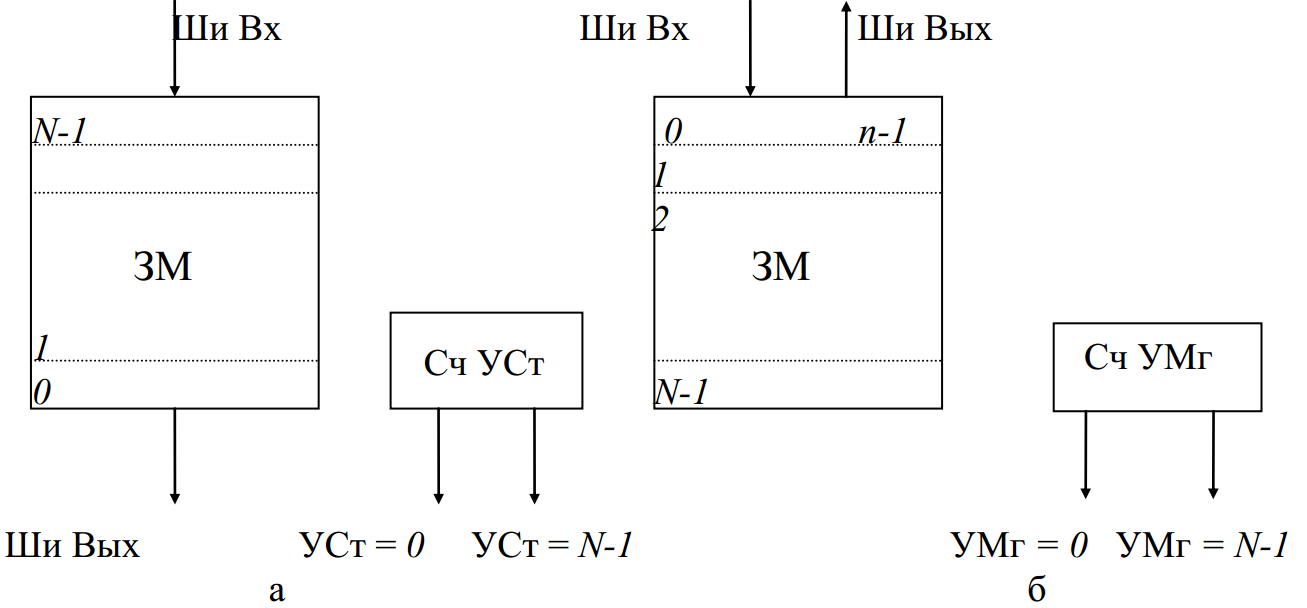 Ши Вх Ши Вх Ши Вых
N-1 0 n-1
1
2
ЗМ ЗМ
1 Сч УСт Сч УМг
0 N-1
Ши Вых УСт = 0 УСт = N-1 УМг = 0 УМг = N-1
а б